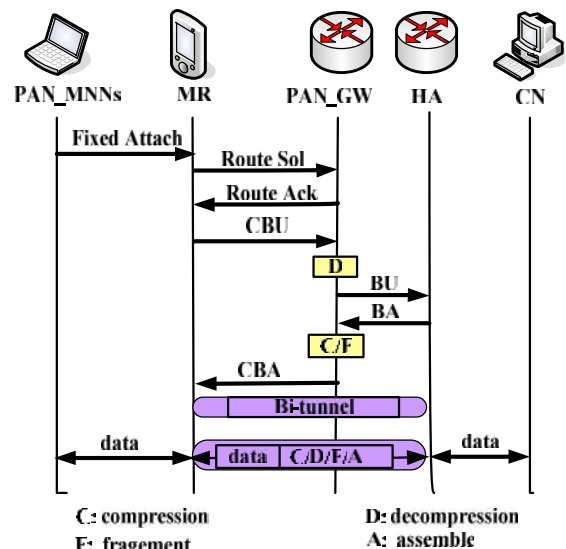 PAN_MNNs MR PAN_GW HA CN
Fixed Attach
Route Sol
Route Ack
CBU
D
BU
BA
C/F
CBA
Bi-tunnel
data data C/D/F/A data
C: compression D: decompression
F: fragement A: assemble